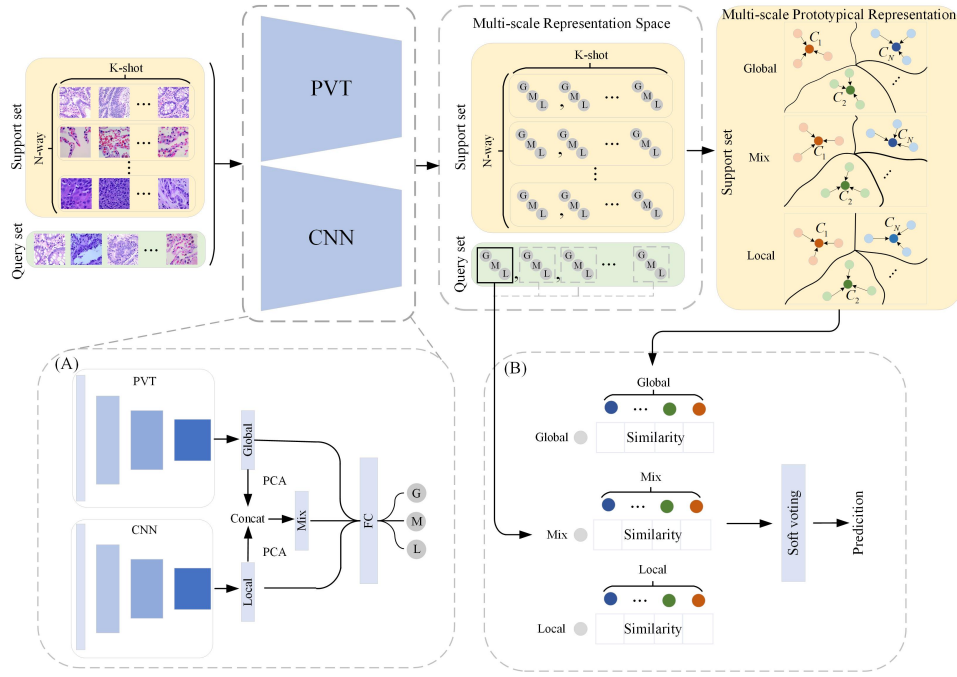 K-shot
Support set
N-way
...
...
...
Query set
...
PVT
CNN
Multi-scale Representation Space
K-shot
Support set
N-way
G M L , G M L ... G M L
G M L , G M L ... G M L
...
G M L , G M L ... G M L
Query set
G M L , G M L , G M L ... G M L
Multi-scale Prototypical Representation
Support set
Global
C1
CN
C2
...
Mix
C1
CN
C2
...
Local
C1
CN
C2
...
(A)
PVT
Global
PCA
Concat
Mix
FC
G
M
L
PCA
CNN
Local
(B)
Global
...
Global
Similarity
Mix
...
Mix
Similarity
Local
...
Local
Similarity
Soft voting
Predicition